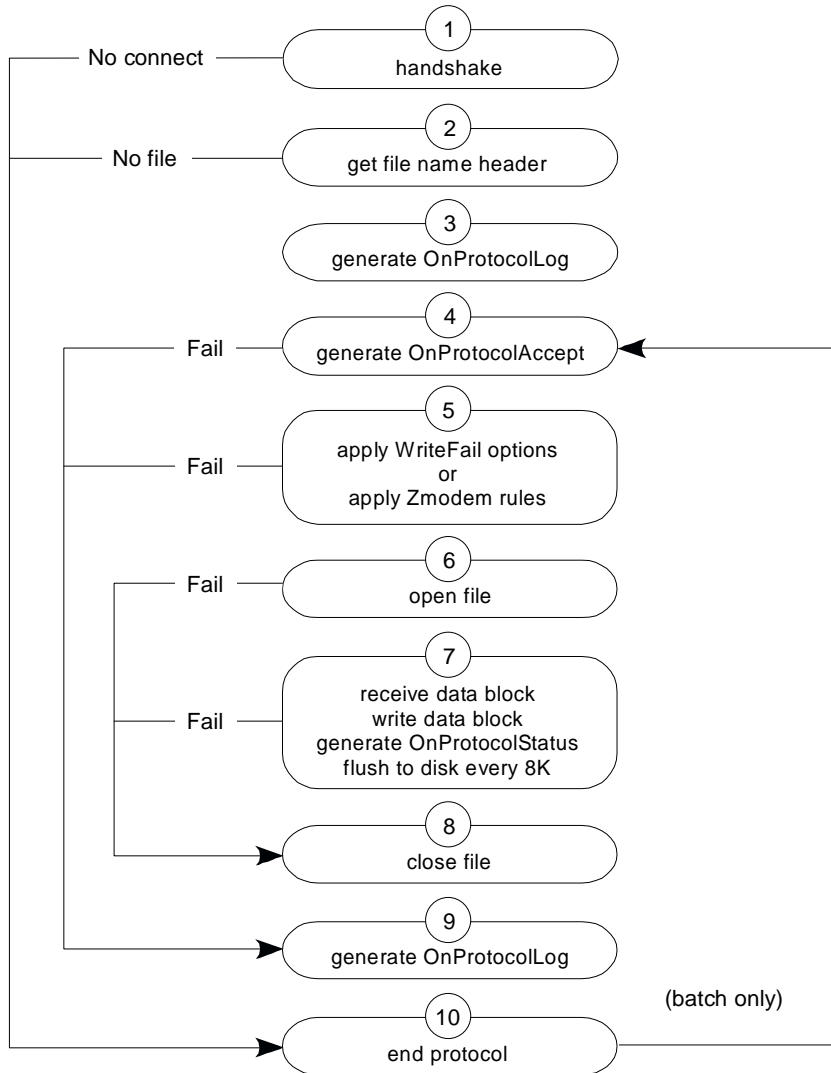 1
No connect
handshake
2
No file
get file name header
3
generate OnProtocolLog
4
Fail
generate OnProtocolAccept
5
Fail
apply WriteFail options
or
apply Zmodem rules
6
Fail
open file
7
Fail
receive data block
write data block
generate OnProtocolStatus
flush to disk every 8K
8
close file
9
generate OnProtocolLog
(batch only)
10
end protocol